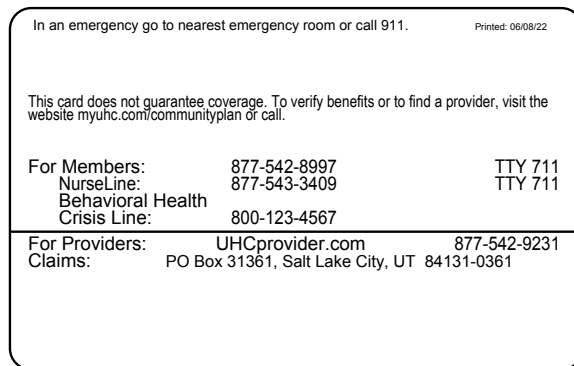 In an emergency go to nearest emergency room or call 911. Printed: 06/08/22
This card does not guarantee coverage. To verify benefits or to find a provider, visit the
website myuhc.com/communityplan or call.
For Members: 877-542-8997 TTY 711
NurseLine: 877-543-3409 TTY 711
Behavioral Health
Crisis Line: 800-123-4567
For Providers: UHCprovider.com 877-542-9231
Claims: PO Box 31361, Salt Lake City, UT 84131-0361